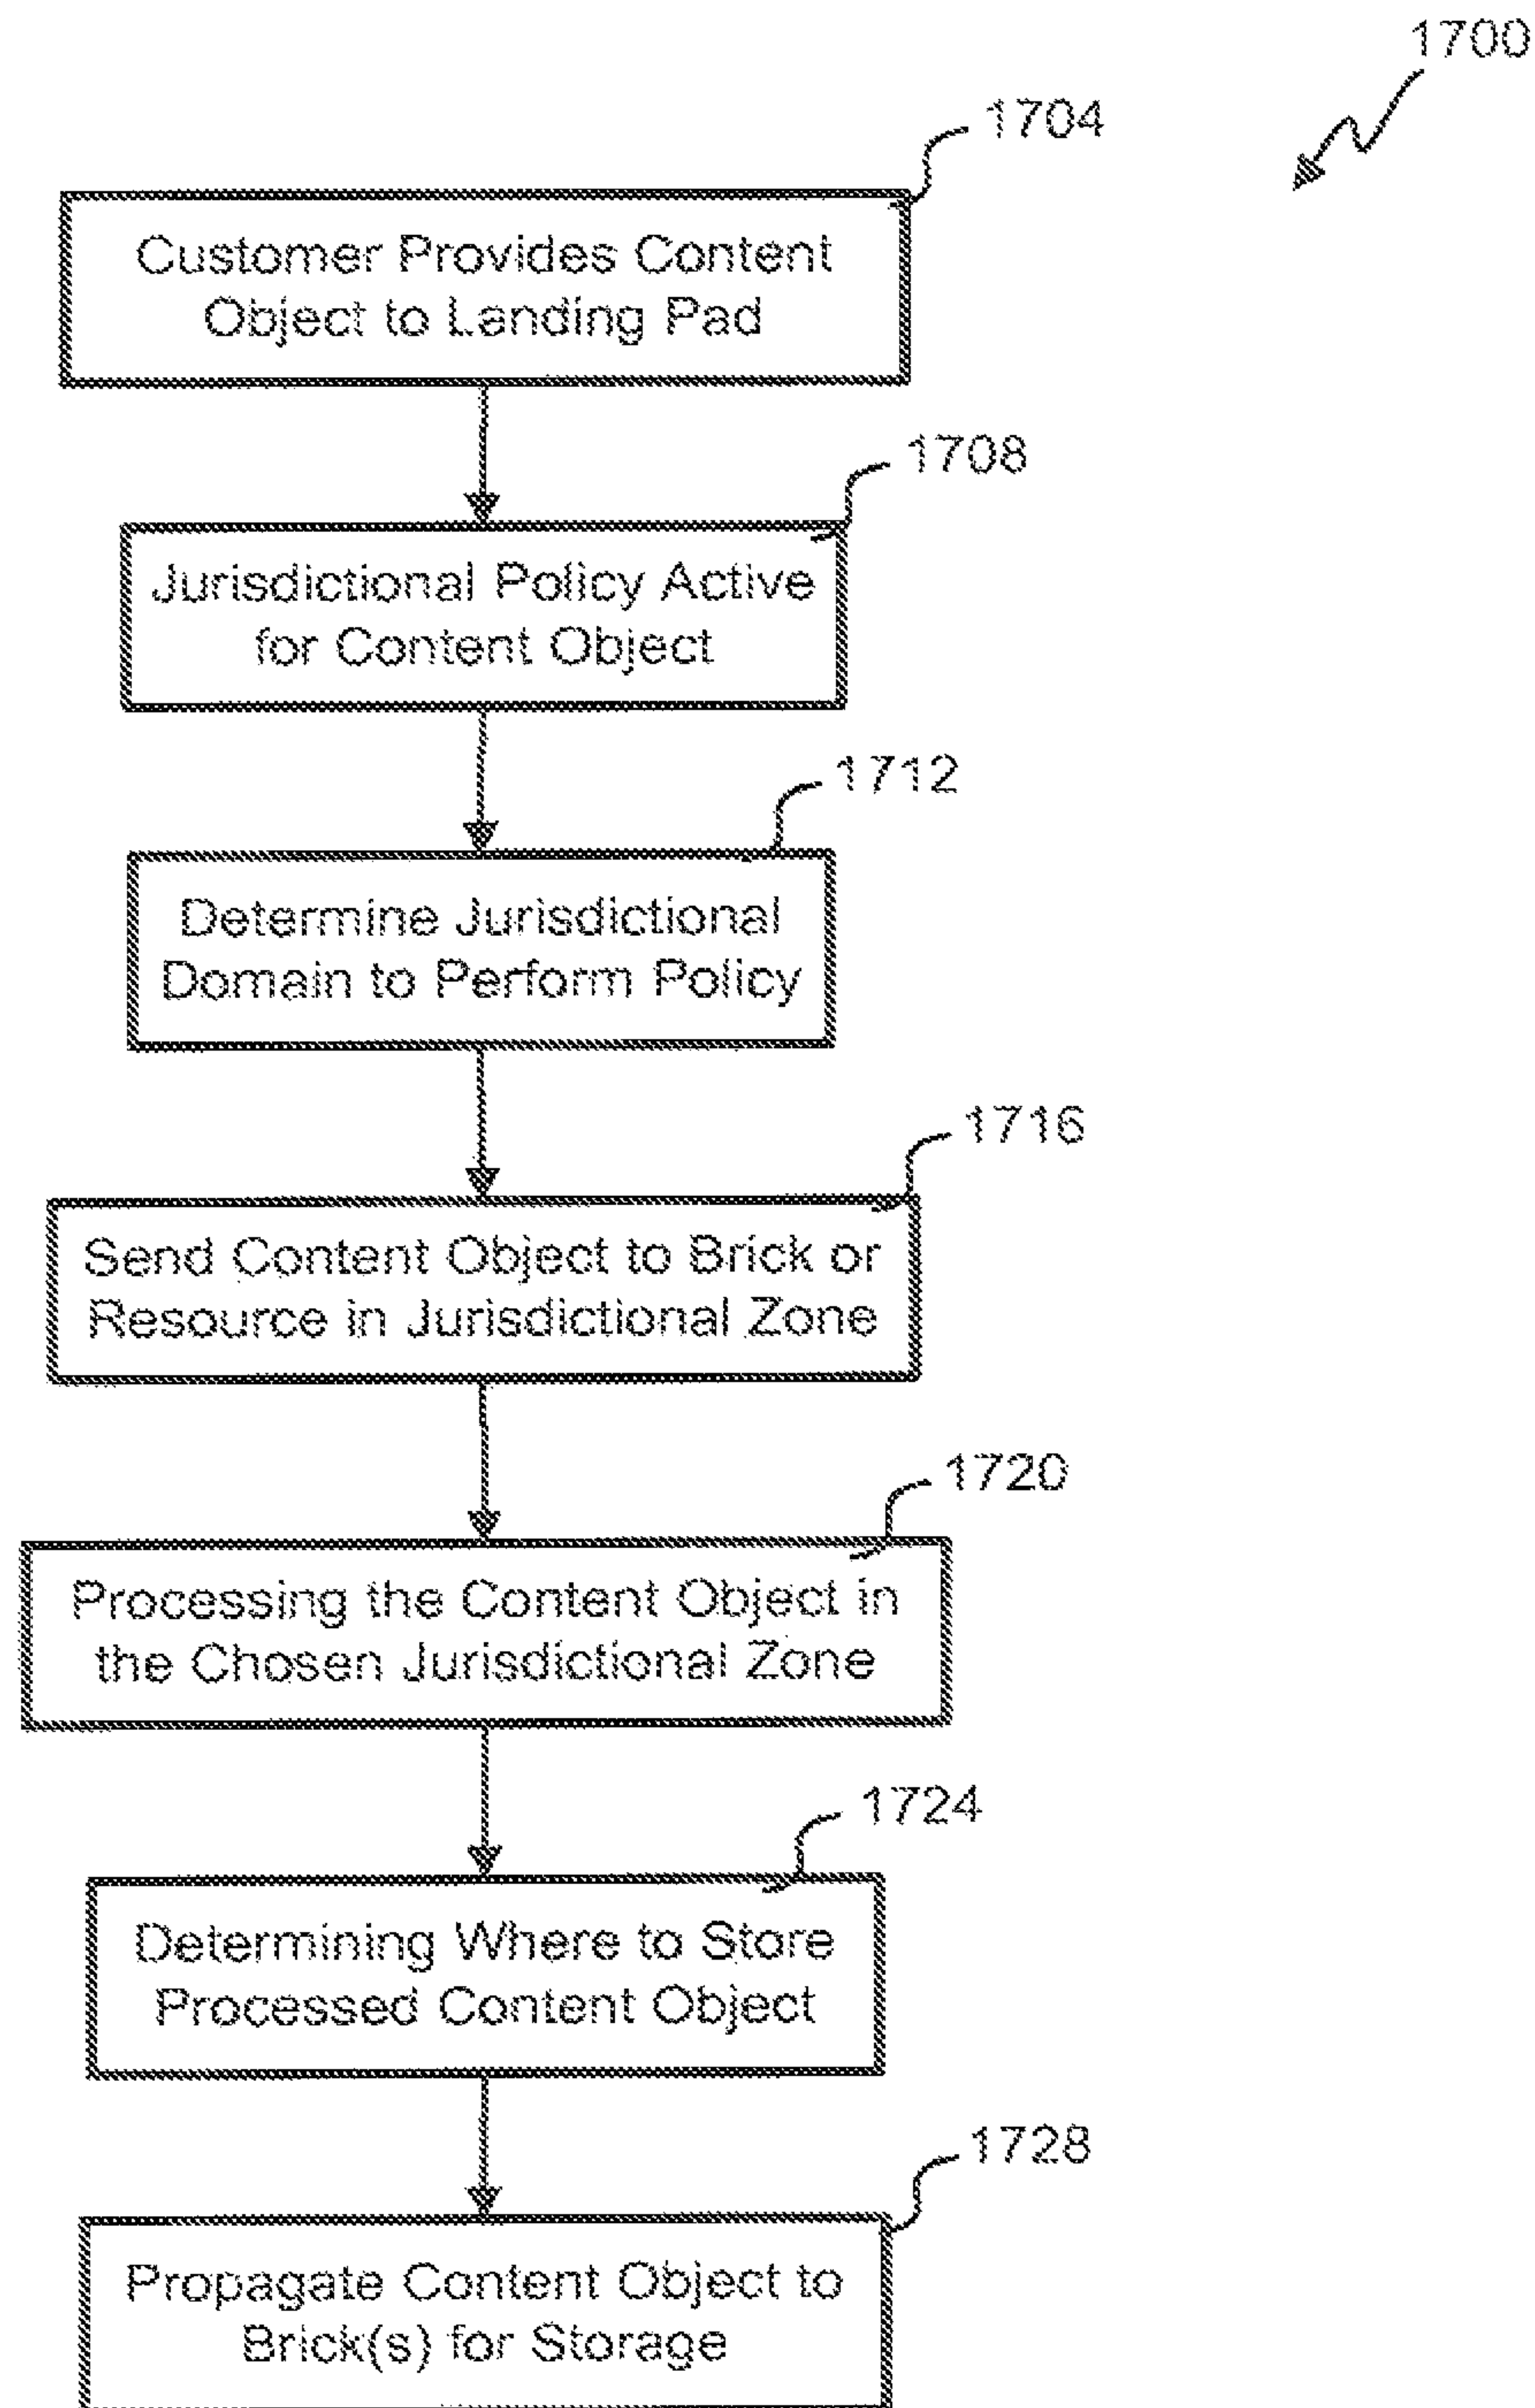 1700
1704
Customer Provides Content
Object to Landing Pad
1708
Jurisdictional Policy Active
for Content Object
1712
Determine Jurisdictional
Domain to Perform Policy
1716
Send Content Object to Brick or
Resource in Jurisdictional Zone
1720
Processing the Content Object in
the Chosen Jurisdictional Zone
1724
Determining Where to Store
Processed Content Object
1728
Propagate Content Object to
Brick(s) for Storage